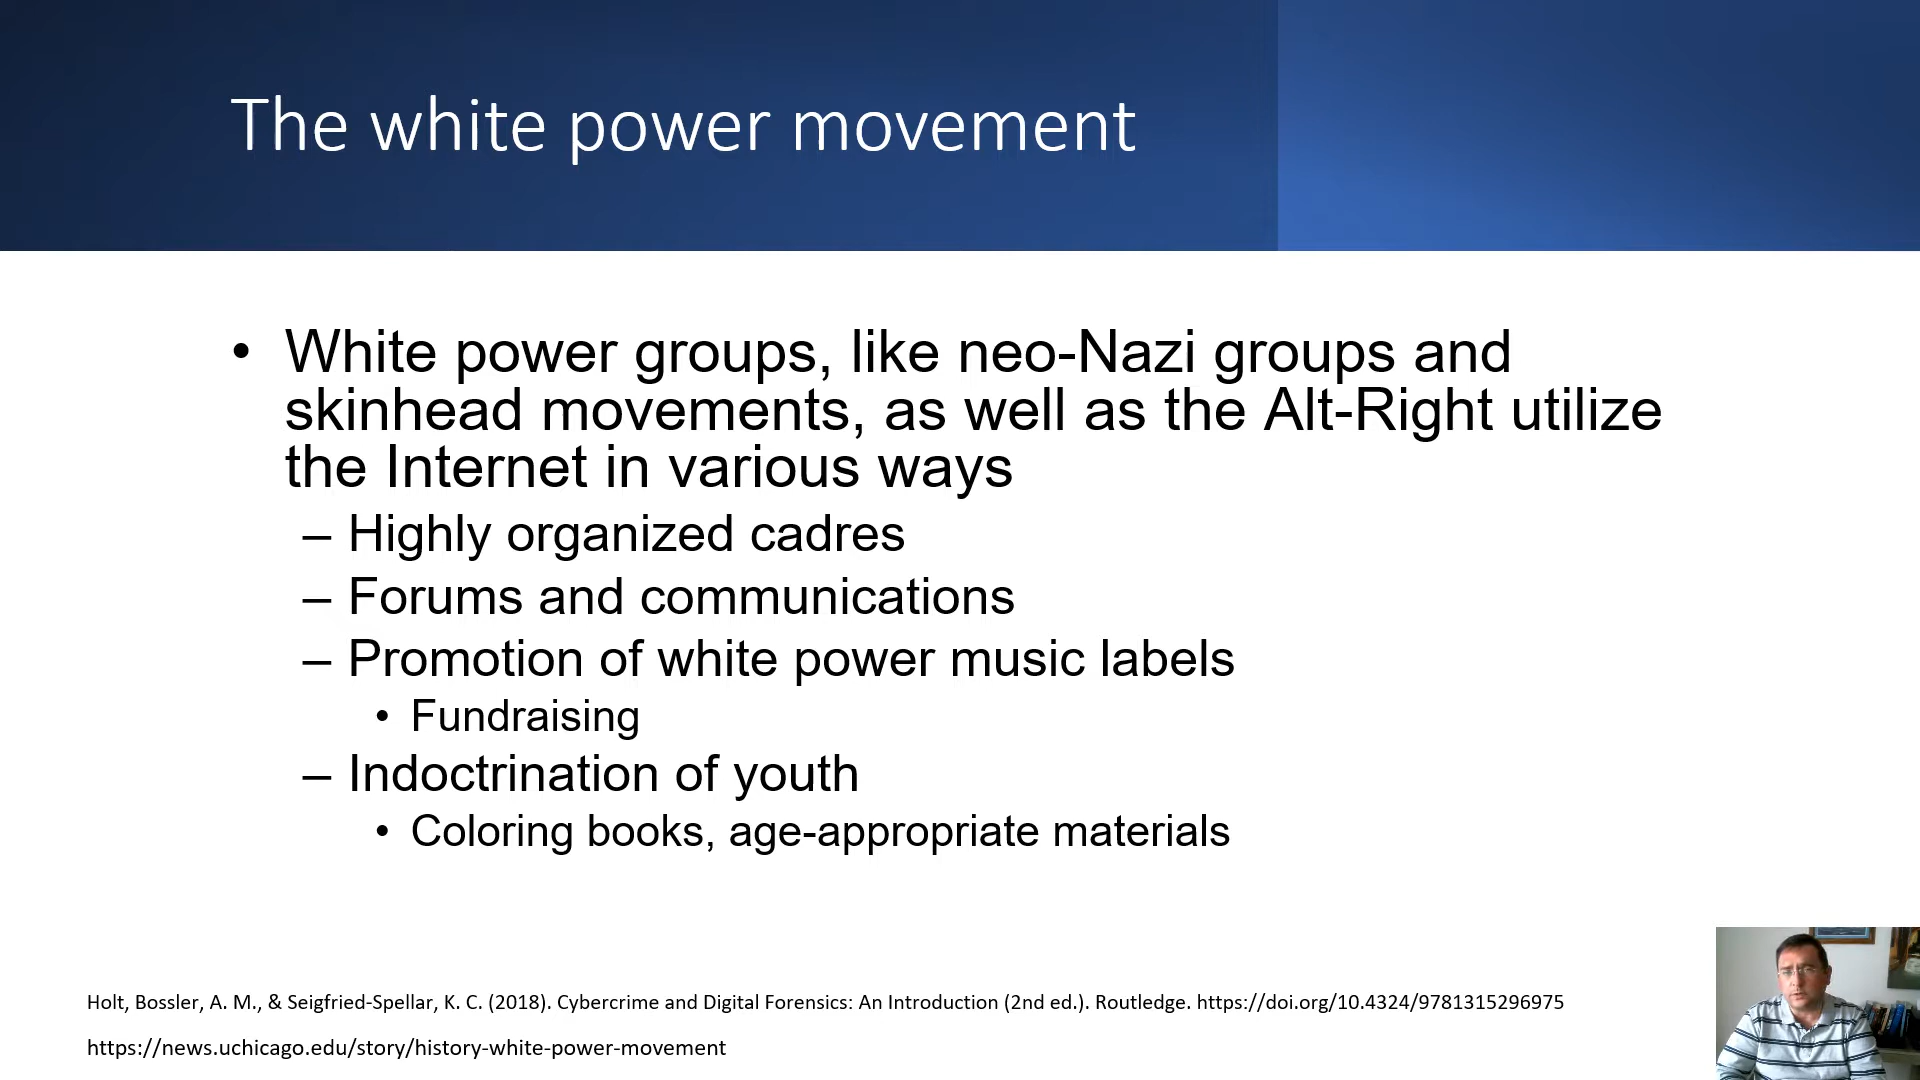 The white power movement
• White power groups, like neo-Nazi groups and
skinhead movements, as well as the Alt-Right utilize
the Internet in various ways
– Highly organized cadres
– Forums and communications
– Promotion of white power music labels
• Fundraising
– Indoctrination of youth
• Coloring books, age-appropriate materials
Holt, Bossler, A. M., & Seigfried-Spellar, K. C. (2018). Cybercrime and Digital Forensics: An Introduction (2nd ed.). Routledge. https://doi.org/10.4324/9781315296975
https://news.uchicago.edu/story/history-white-power-movement